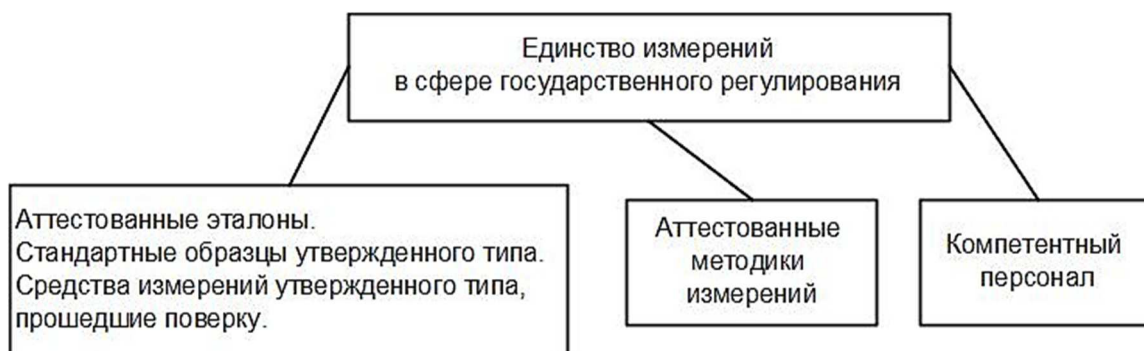 Единство измерений
в сфере государственного регулирования
Аттестованные эталоны.
Стандартные образцы утвержденного типа.
Средства измерений утвержденного типа,
прошедшие поверку.
Аттестованные
методики
измерений
Компетентный
персонал